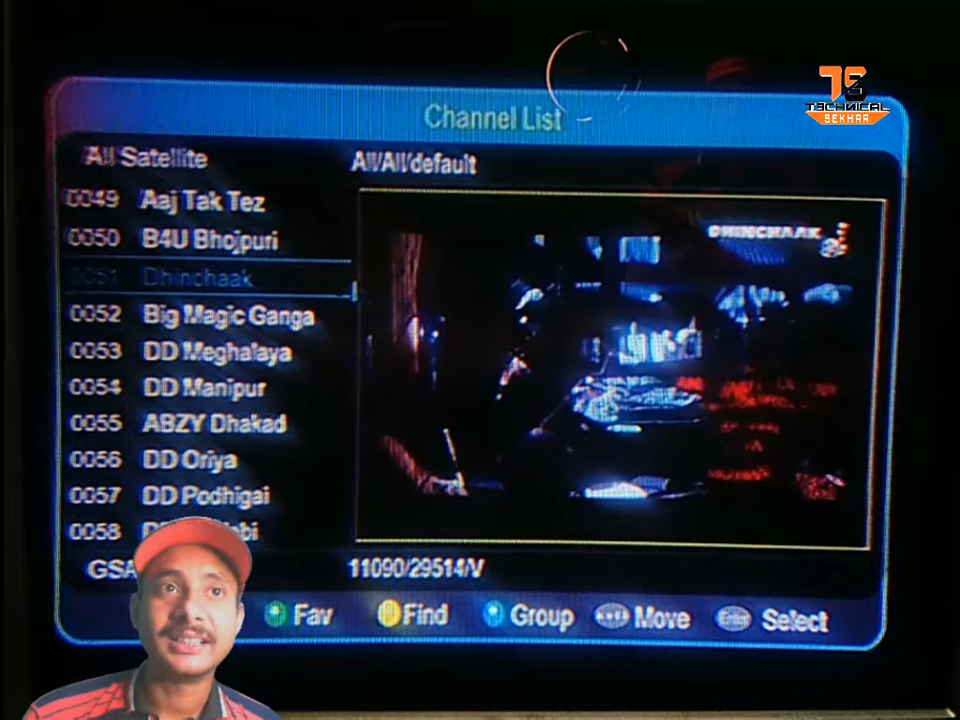 TS
TECHNICAL
SEKHAR
Channel List
All Satellite
All/All/default
0049 Aaj Tak Tez
0050 B4U Bhojpuri
0051 Dhinchaak
0052 Big Magic Ganga
0053 DD Meghalaya
0054 DD Manipur
0055 ABZY Dhakad
0056 DD Oriya
0057 DD Podhigai
0058
DHINCHAAK
11090/29514/V
Fav
Find
Group
Move
Enter Select